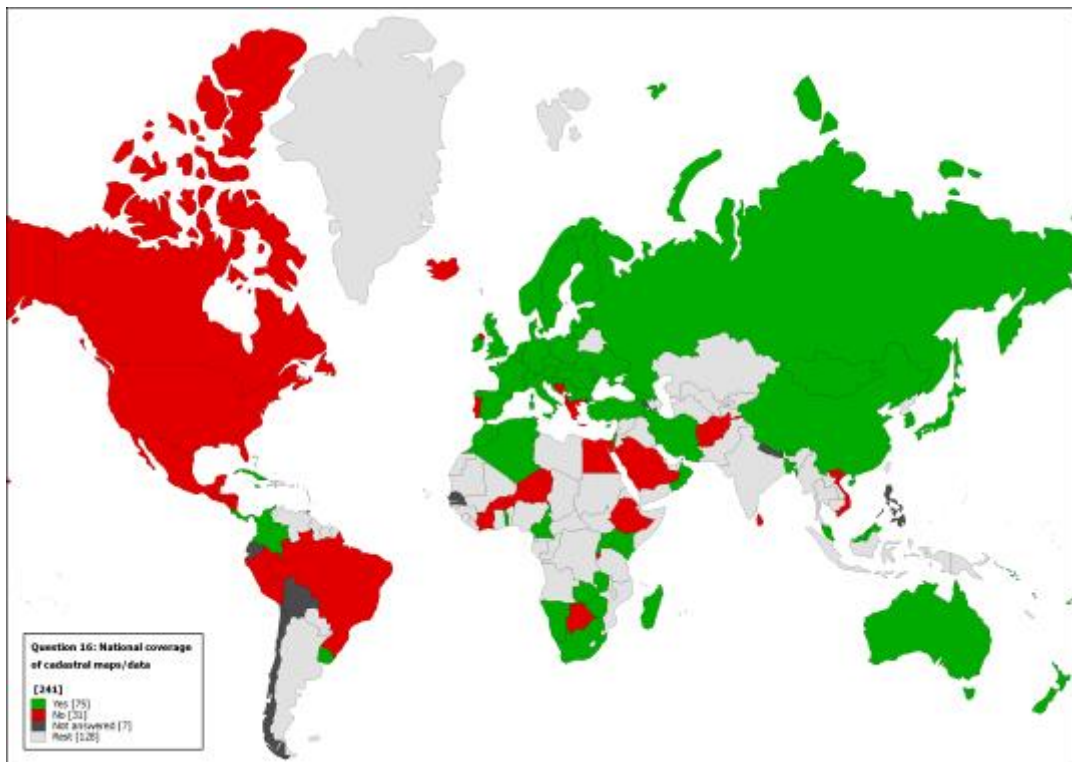 Question 16: National coverage
of cadastral maps/data
[241]
Yes [75]
No [31]
Not answered [7]
Rest [128]